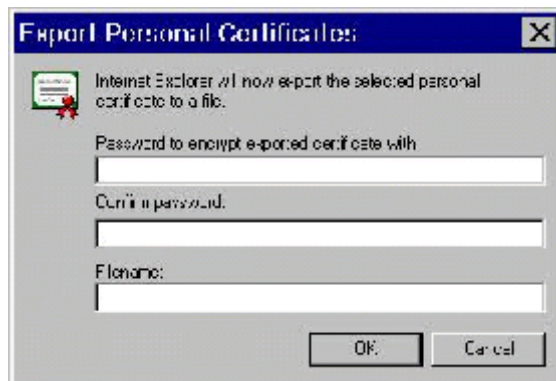 Export Personal Certificates
Internet Explorer will now export the selected personal
certificate to a file.
Password to encrypt exported certificate with
Confirm password:
Filename:
OK
Cancel